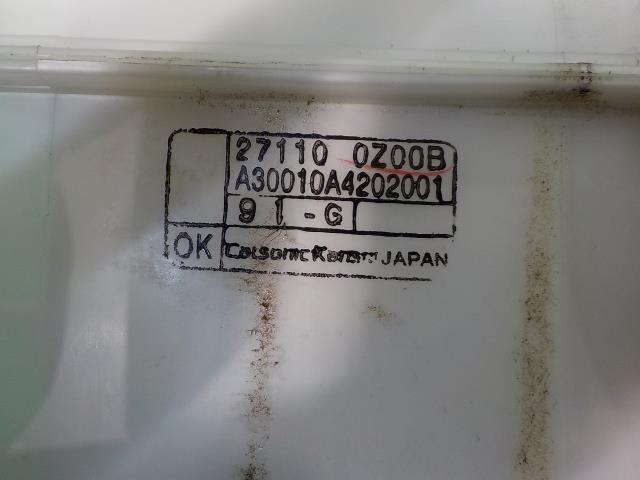 27110 0Z00B
A30010A4202001
91-G
OK Calsonic Kansei JAPAN